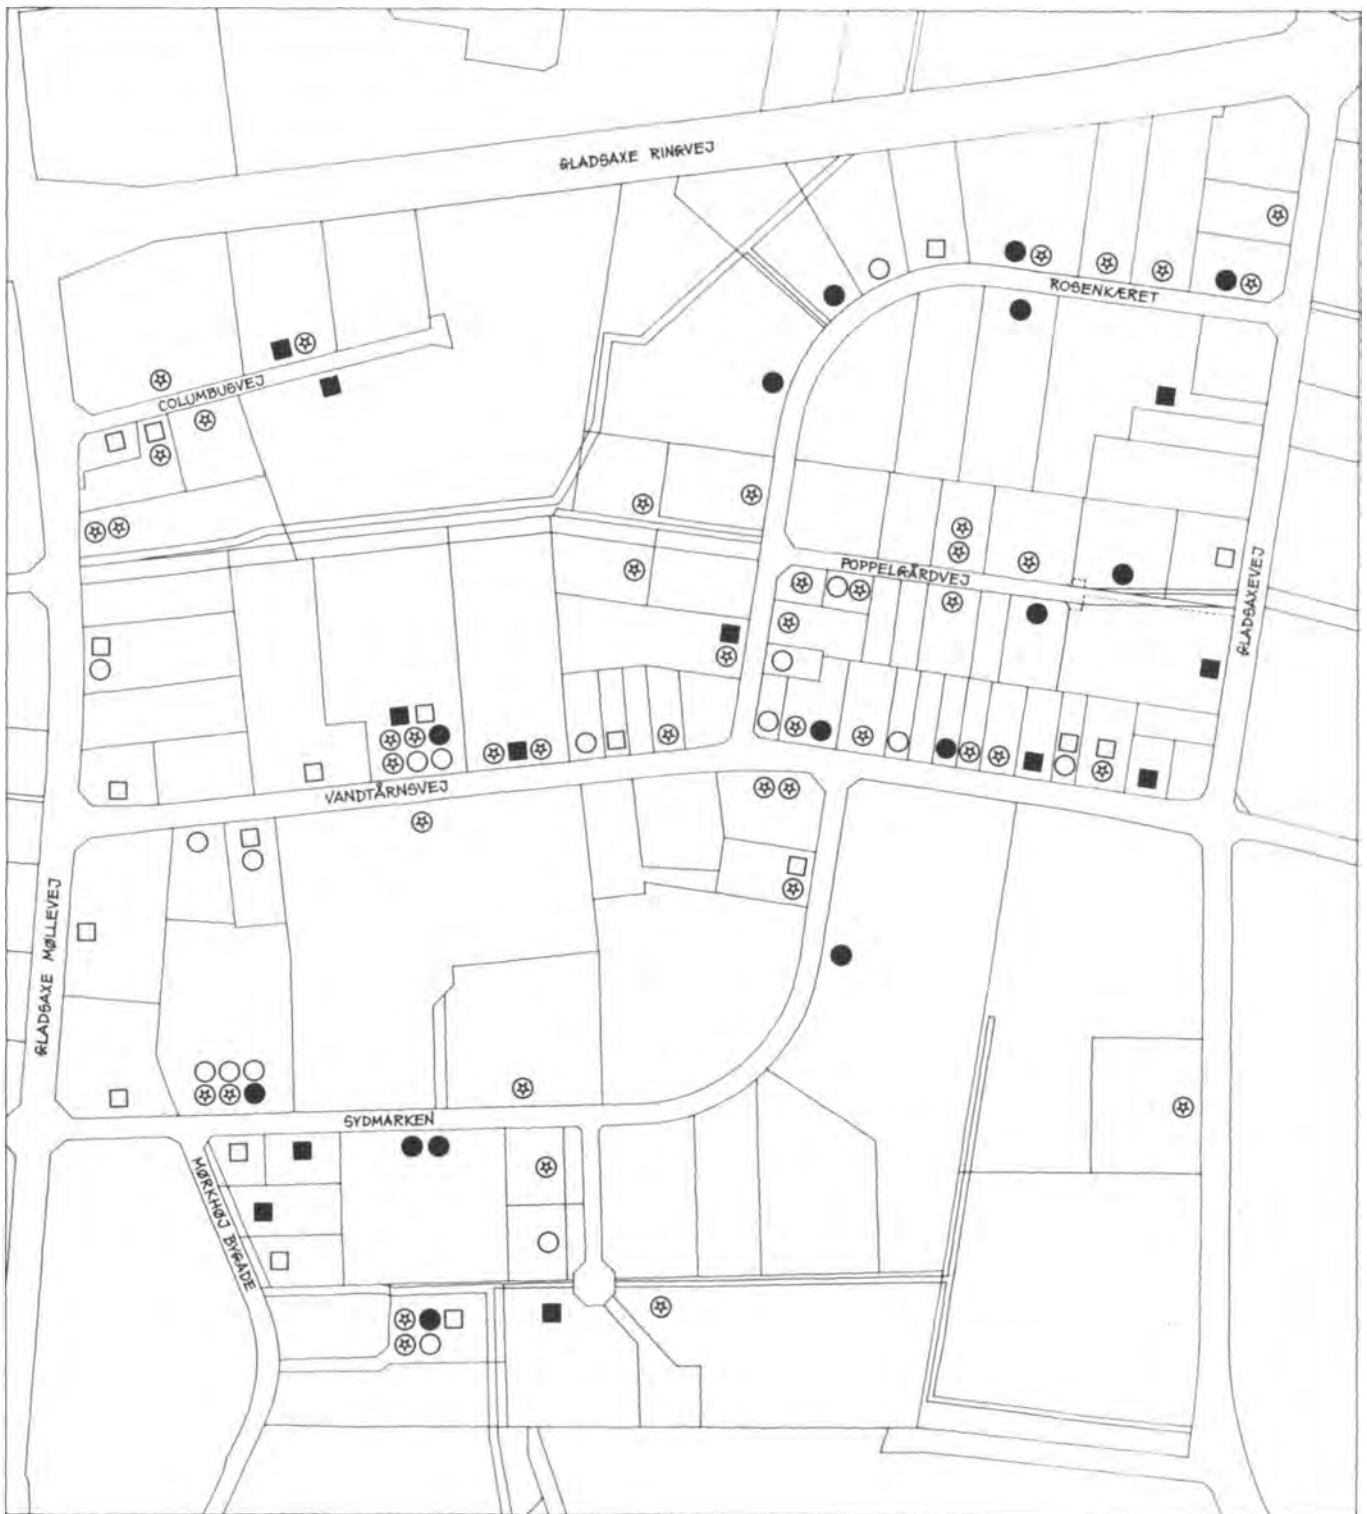 GLADSAXE RINGVEJ
ROSENKÆRET
COLUMBUSVEJ
POPPELGÅRDVEJ
GLADSAXEVEJ
VANDTÅRNSVEJ
GLADSAXE MØLLEVEJ
SYDMARKEN
MØRKHØJ BYGADE